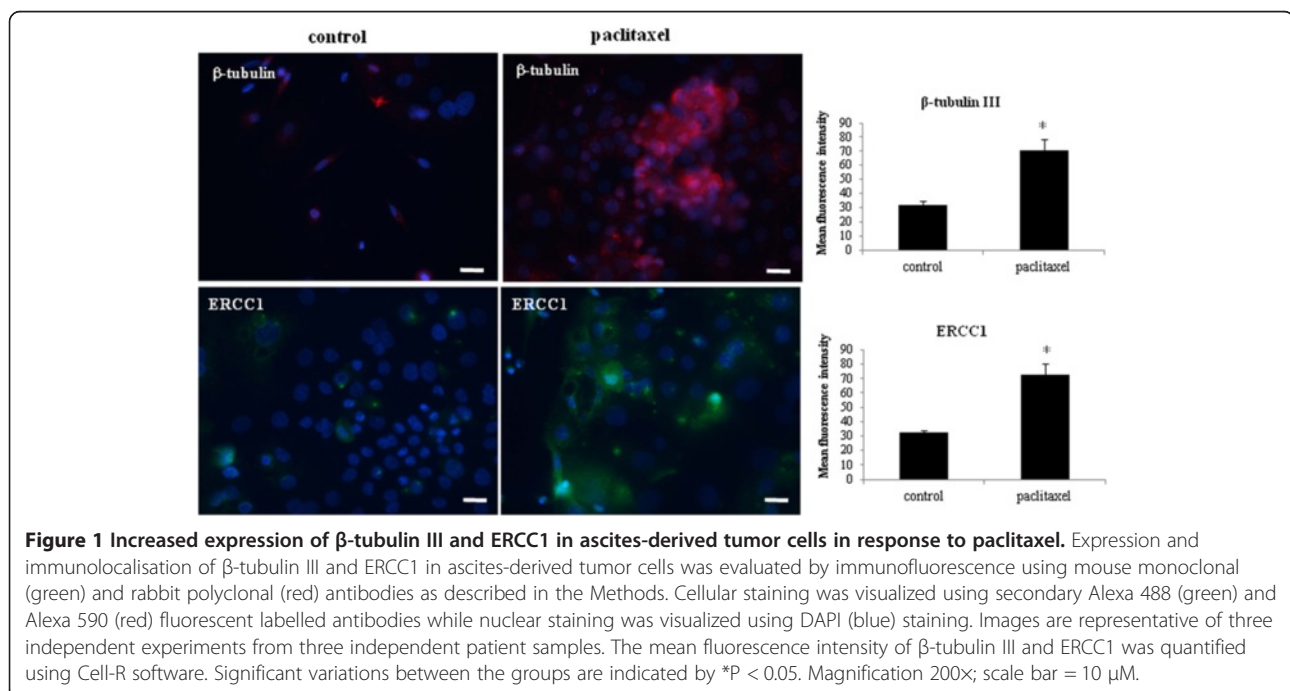 control
paclitaxel
β-tubulin
β-tubulin
β-tubulin III
Mean fluorescence intensity
90
80
70
60
50
40
30
20
10
0
*
control
paclitaxel
ERCC1
ERCC1
ERCC1
Mean fluorescence intensity
90
80
70
60
50
40
30
20
10
0
*
control
paclitaxel
Figure 1 Increased expression of β-tubulin III and ERCC1 in ascites-derived tumor cells in response to paclitaxel. Expression and
immunolocalisation of β-tubulin III and ERCC1 in ascites-derived tumor cells was evaluated by immunofluorescence using mouse monoclonal
(green) and rabbit polyclonal (red) antibodies as described in the Methods. Cellular staining was visualized using secondary Alexa 488 (green) and
Alexa 590 (red) fluorescent labelled antibodies while nuclear staining was visualized using DAPI (blue) staining. Images are representative of three
independent experiments from three independent patient samples. The mean fluorescence intensity of β-tubulin III and ERCC1 was quantified
using Cell-R software. Significant variations between the groups are indicated by *P < 0.05. Magnification 200×; scale bar = 10 μM.